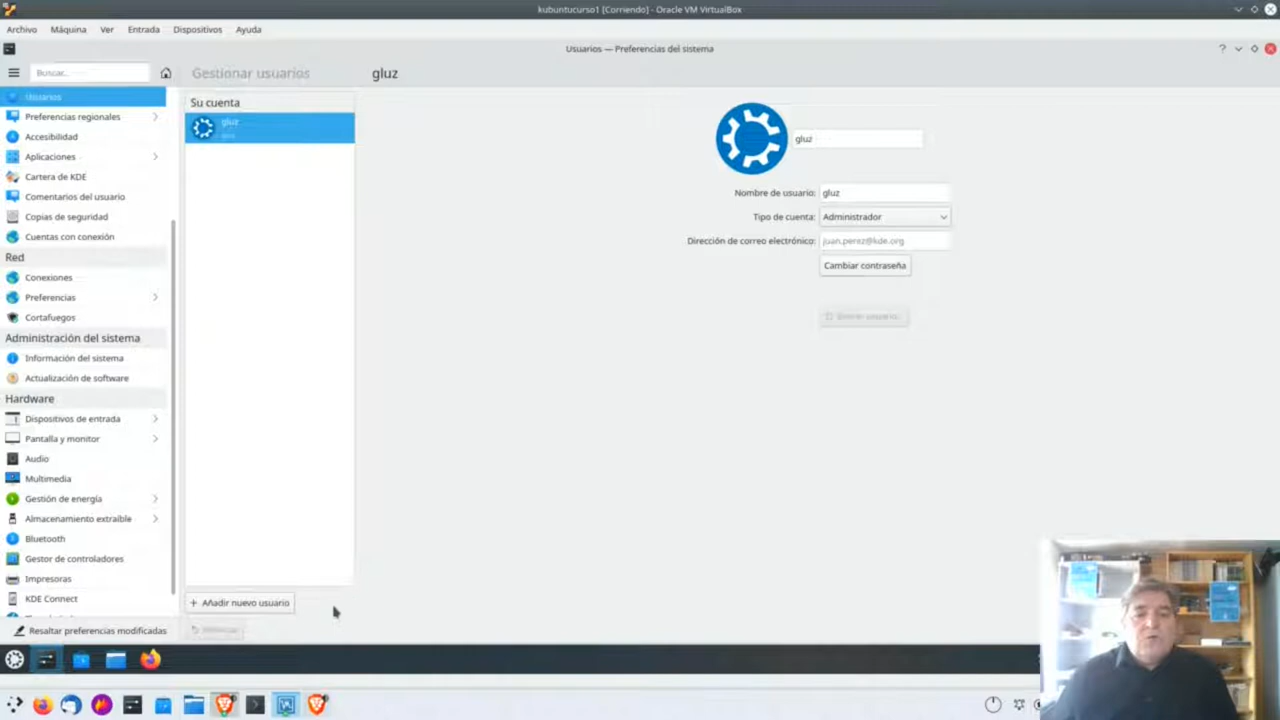 kubuntucurso1 [Corriendo] - Oracle VM VirtualBox
Archivo Máquina Ver Entrada Dispositivos Ayuda
Usuarios — Preferencias del sistema
Buscar...
Gestionar usuarios
gluz
Usuarios
Preferencias regionales
Accesibilidad
Aplicaciones
Cartera de KDE
Comentarios del usuario
Copias de seguridad
Cuentas con conexión
Red
Conexiones
Preferencias
Cortafuegos
Administración del sistema
Información del sistema
Actualización de software
Hardware
Dispositivos de entrada
Pantalla y monitor
Audio
Multimedia
Gestión de energía
Almacenamiento extraíble
Bluetooth
Gestor de controladores
Impresoras
KDE Connect
Resaltar preferencias modificadas
Su cuenta
gluz
gluz
+ Añadir nuevo usuario
gluz
Nombre de usuario: gluz
Tipo de cuenta: Administrador
Dirección de correo electrónico: juan.perez@kde.org
Cambiar contraseña